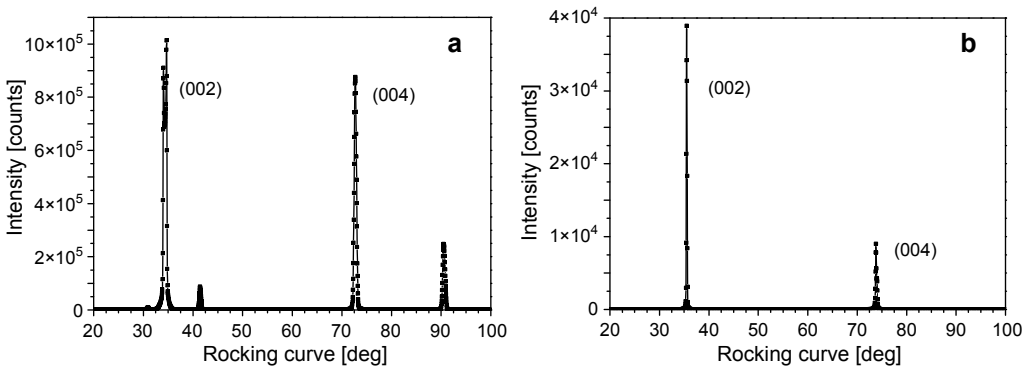 a
10×10⁵
8×10⁵
6×10⁵
4×10⁵
2×10⁵
0
Intensity [counts]
(002)
(004)
20 30 40 50 60 70 80 90 100
Rocking curve [deg]
b
4×10⁴
3×10⁴
2×10⁴
1×10⁴
0
Intensity [counts]
(002)
(004)
20 30 40 50 60 70 80 90 100
Rocking curve [deg]